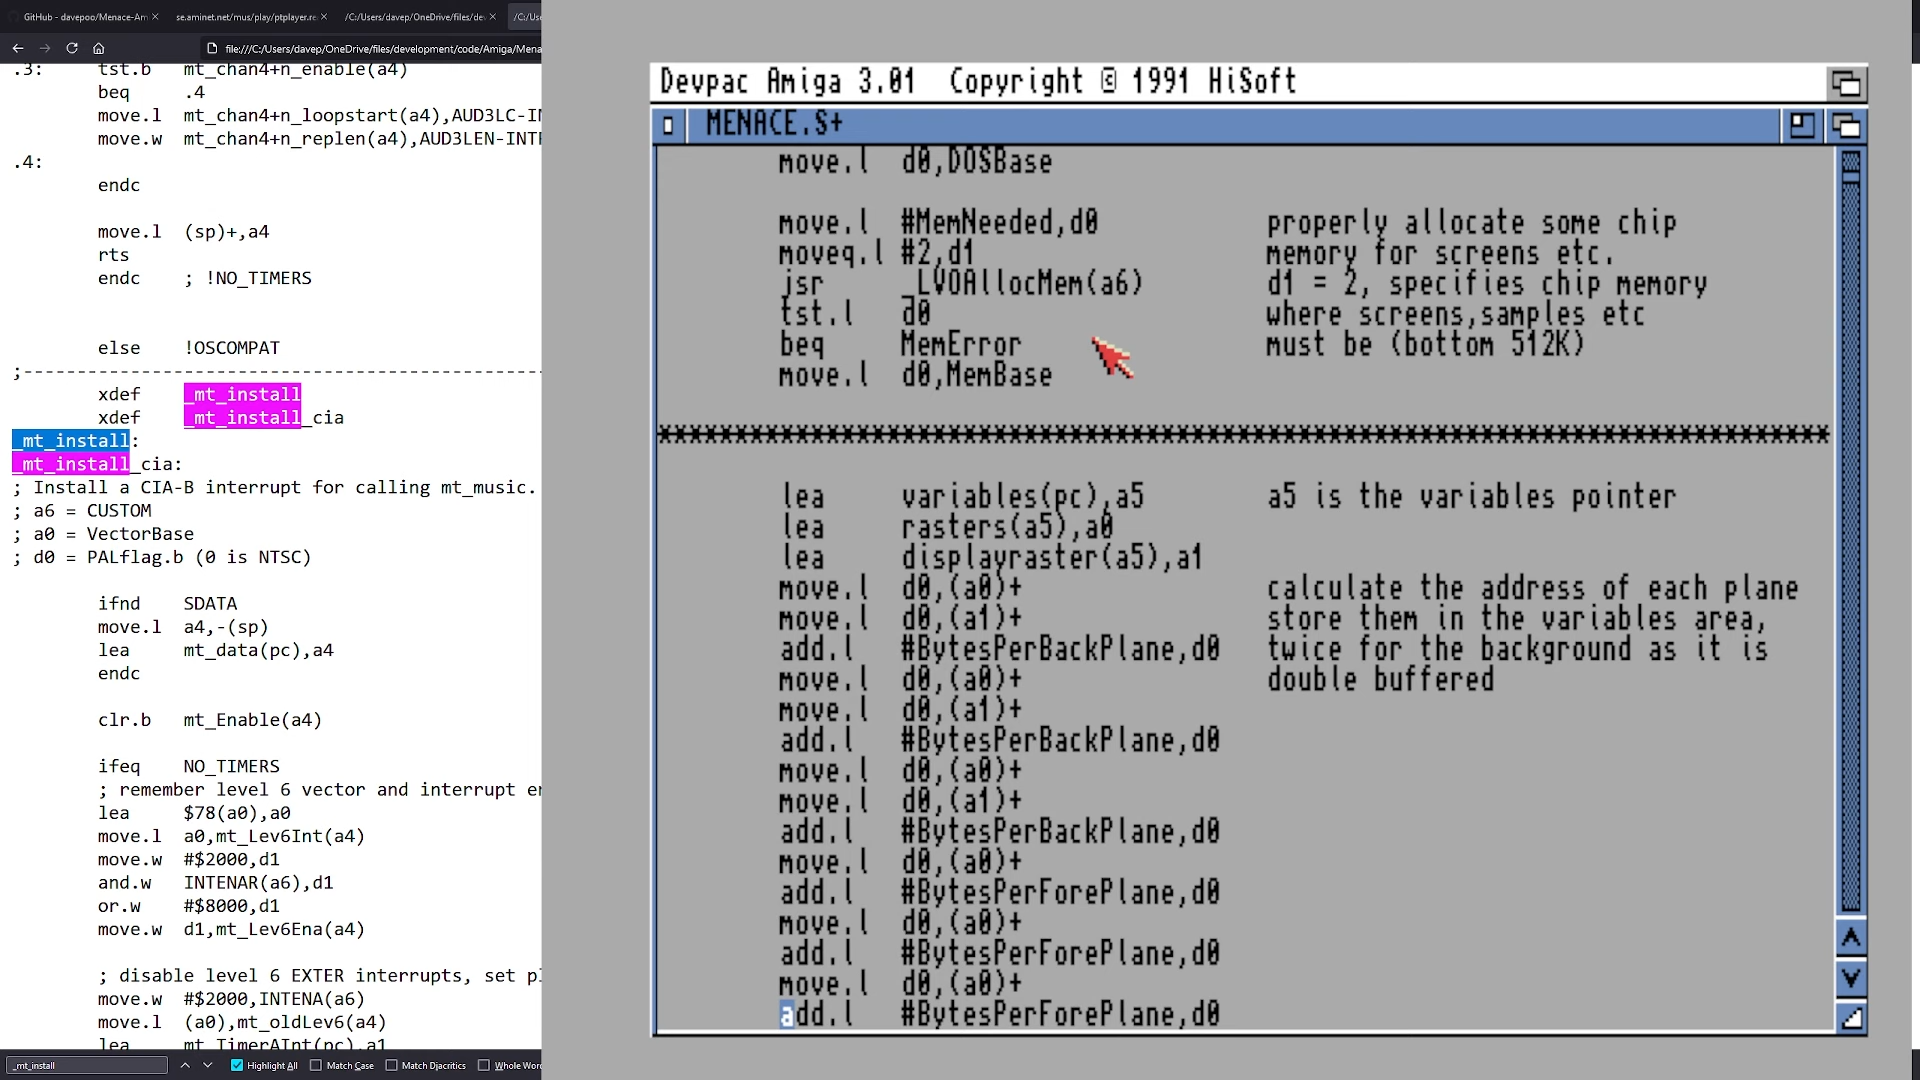 GitHub - davepoo/Menace-Am
se.aminet.net/mus/play/ptplayer.re
/C:/Users/davep/OneDrive/files/dev
/C:/Use
file:///C:/Users/davep/OneDrive/files/development/code/Amiga/Mena
.3: tst.b mt_chan4+n_enable(a4)
beq .4
move.l mt_chan4+n_loopstart(a4),AUD3LC-IN
move.w mt_chan4+n_replen(a4),AUD3LEN-INT
.4:
endc
move.l (sp)+,a4
rts
endc ; !NO_TIMERS
else !OSCOMPAT
;---------------------------------------------------
xdef _mt_install
xdef _mt_install_cia
_mt_install:
_mt_install_cia:
; Install a CIA-B interrupt for calling mt_music.
; a6 = CUSTOM
; a0 = VectorBase
; d0 = PALflag.b (0 is NTSC)
ifnd SDATA
move.l a4,-(sp)
lea mt_data(pc),a4
endc
clr.b mt_Enable(a4)
ifeq NO_TIMERS
; remember level 6 vector and interrupt en
lea $78(a0),a0
move.l a0,mt_Lev6Int(a4)
move.w #$2000,d1
and.w INTENAR(a6),d1
or.w #$8000,d1
move.w d1,mt_Lev6Ena(a4)
; disable level 6 EXTER interrupts, set pl
move.w #$2000,INTENA(a6)
move.l (a0),mt_oldLev6(a4)
lea mt_TimerAInt(pc),a1
_mt_install Highlight All Match Case Match Diacritics Whole Wor
Devpac Amiga 3.01 Copyright © 1991 HiSoft
MENACE.S+
move.l d0,DOSBase
move.l #MemNeeded,d0 properly allocate some chip
moveq.l #2,d1 memory for screens etc.
jsr _LVOAllocMem(a6) d1 = 2, specifies chip memory
tst.l d0 where screens,samples etc
beq MemError must be (bottom 512K)
move.l d0,MemBase
*****************************************************************************
lea variables(pc),a5 a5 is the variables pointer
lea rasters(a5),a0
lea displayraster(a5),a1
move.l d0,(a0)+ calculate the address of each plane
move.l d0,(a1)+ store them in the variables area,
add.l #BytesPerBackPlane,d0 twice for the background as it is
move.l d0,(a0)+ double buffered
move.l d0,(a1)+
add.l #BytesPerBackPlane,d0
move.l d0,(a0)+
move.l d0,(a1)+
add.l #BytesPerBackPlane,d0
move.l d0,(a0)+
add.l #BytesPerForePlane,d0
move.l d0,(a0)+
add.l #BytesPerForePlane,d0
move.l d0,(a0)+
add.l #BytesPerForePlane,d0